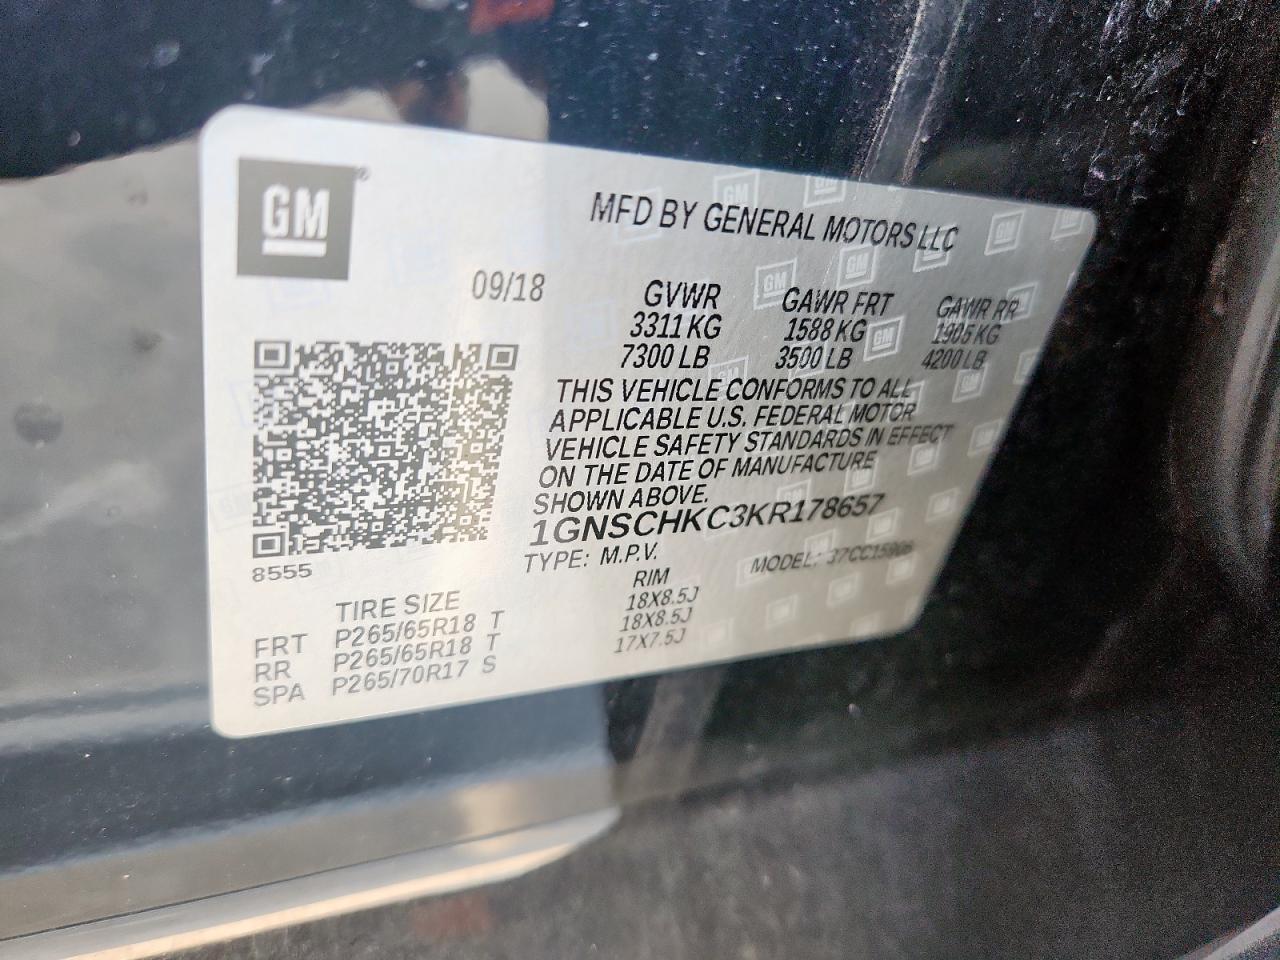 GM
MFD BY GENERAL MOTORS LLC
09/18
GVWR GAWR FRT GAWR RR
3311 KG 1588 KG 1905 KG
7300 LB 3500 LB 4200 LB
THIS VEHICLE CONFORMS TO ALL
APPLICABLE U.S. FEDERAL MOTOR
VEHICLE SAFETY STANDARDS IN EFFECT
ON THE DATE OF MANUFACTURE
SHOWN ABOVE.
1GNSCHKC3KR178657
TYPE: M.P.V. MODEL:
8555
TIRE SIZE RIM
FRT P265/65R18 T 18X8.5J
RR P265/65R18 T 18X8.5J
SPA P265/70R17 S 17X7.5J